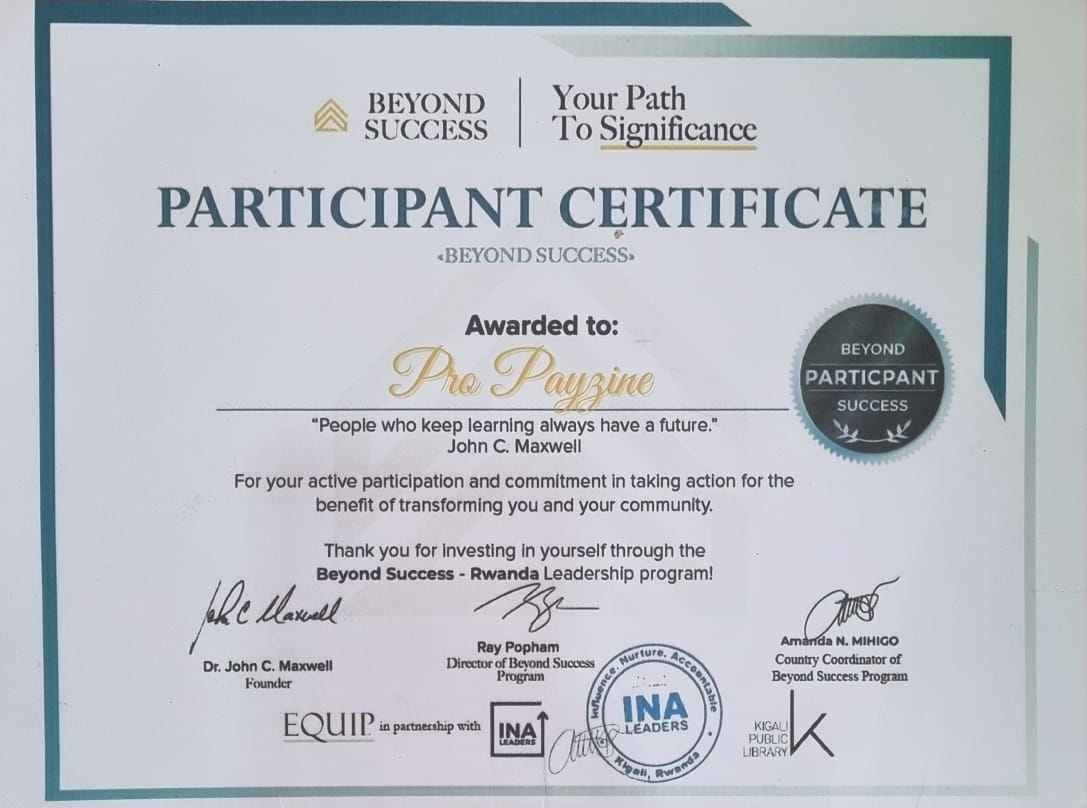 BEYOND
SUCCESS
Your Path
To Significance
PARTICIPANT CERTIFICATE
<BEYOND SUCCESS>
Awarded to:
Pro Payzine
BEYOND
PARTICPANT
SUCCESS
“People who keep learning always have a future.”
John C. Maxwell
For your active participation and commitment in taking action for the
benefit of transforming you and your community.
Thank you for investing in yourself through the
Beyond Success - Rwanda Leadership program!
John C Maxwell
Dr. John C. Maxwell
Founder
Ray Popham
Director of Beyond Success
Program
Amanda N. MIHIGO
Country Coordinator of
Beyond Success Program
EQUIP in partnership with
INA
LEADERS
Influence. Nurture. Accountable
INA
LEADERS
Kigali, Rwanda
KIGALI
PUBLIC
LIBRARY